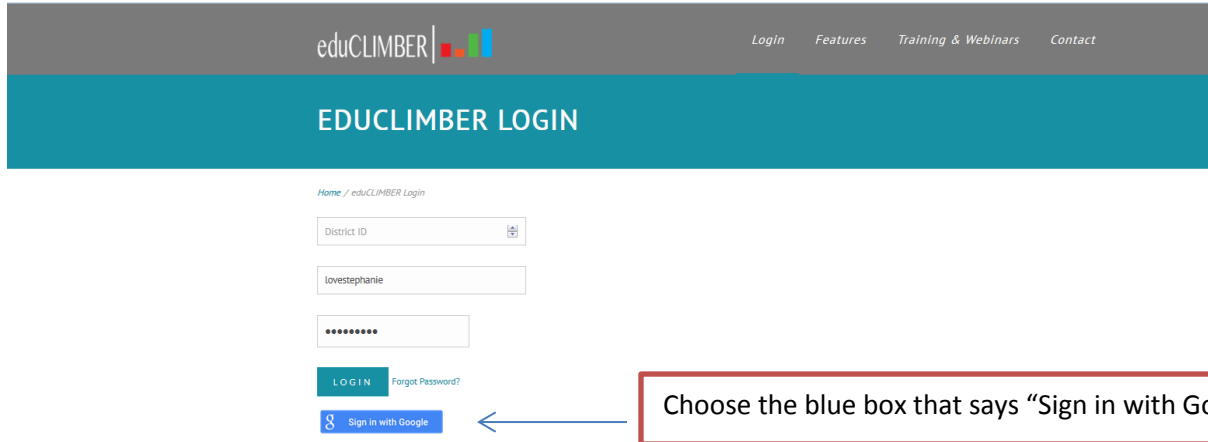 eduCLIMBER
Login Features Training & Webinars Contact
EDUCLIMBER LOGIN
Home / eduCLIMBER Login
District ID
lovestephanie
•••••••••
LOGIN Forgot Password?
8 Sign in with Google
Choose the blue box that says “Sign in with Go